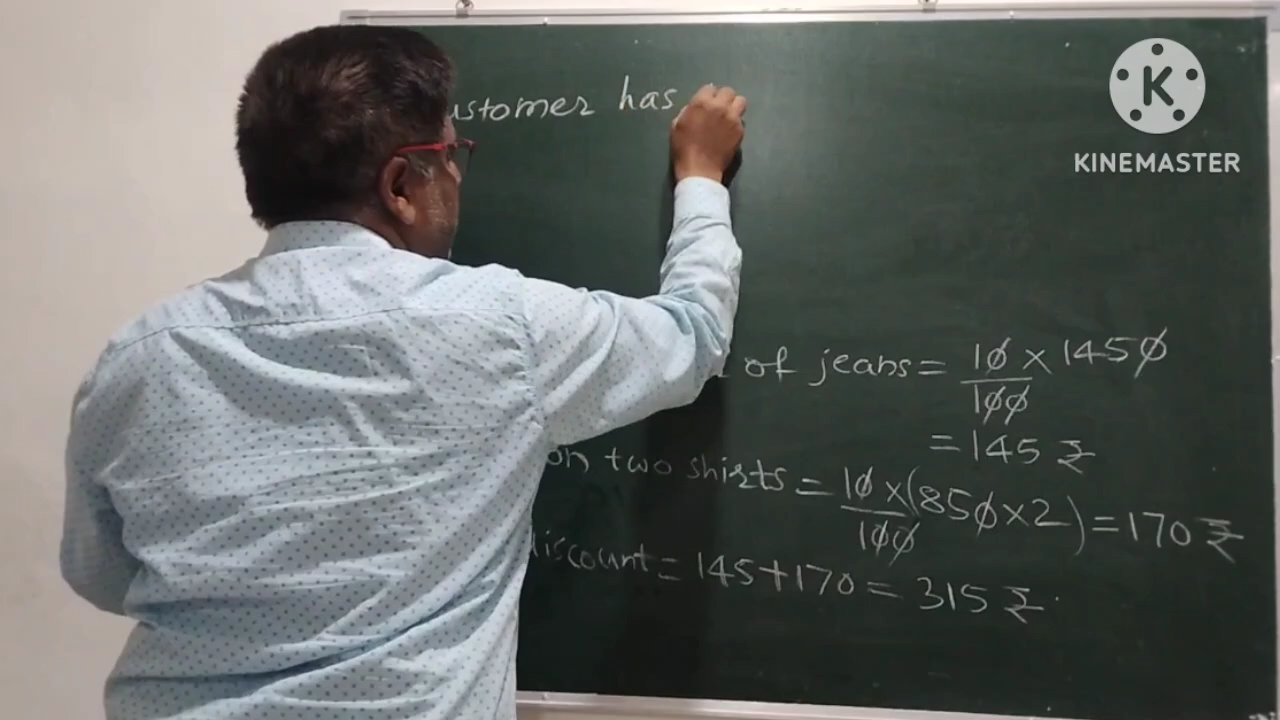 ustomer has
K
KINEMASTER
of jeans = 10/100 × 1450
= 145 ₹
on two shirts = 10/100 × (850×2) = 170 ₹
discount = 145+170 = 315 ₹